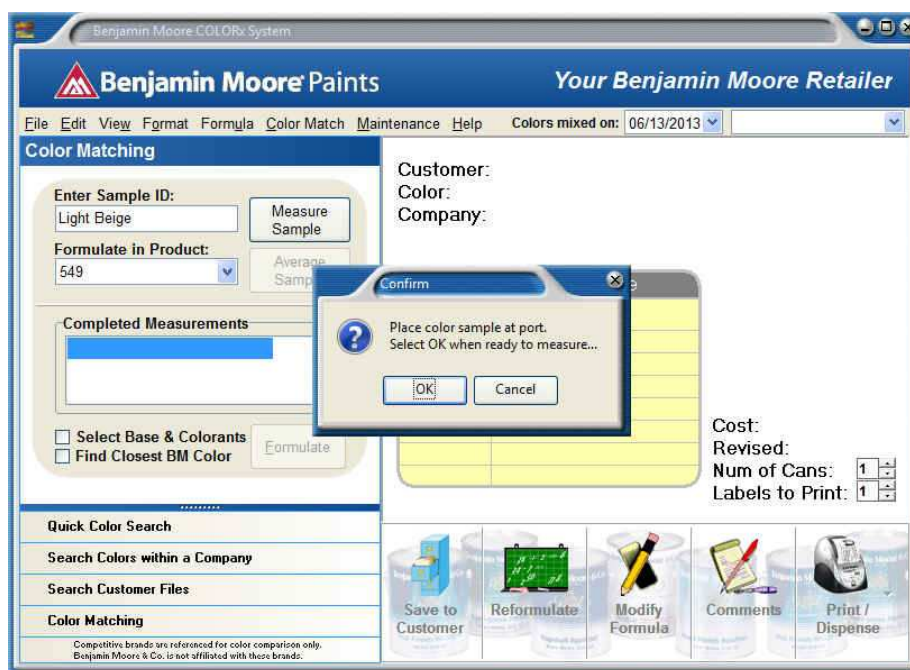 Benjamin Moore COLORx System
Benjamin Moore Paints
Your Benjamin Moore Retailer
File Edit View Format Formula Color Match Maintenance Help Colors mixed on: 06/13/2013
Color Matching
Enter Sample ID:
Light Beige
Measure
Sample
Formulate in Product:
549
Average
Completed Measurements
Select Base & Colorants
Find Closest BM Color
Formulate
Customer:
Color:
Company:
Confirm
Place color sample at port.
Select OK when ready to measure...
OK Cancel
Cost:
Revised:
Num of Cans: 1
Labels to Print: 1
Quick Color Search
Search Colors within a Company
Search Customer Files
Color Matching
Competitive brands are referenced for color comparison only.
Benjamin Moore & Co. is not affiliated with these brands.
Save to
Customer
Reformulate
Modify
Formula
Comments
Print /
Dispense